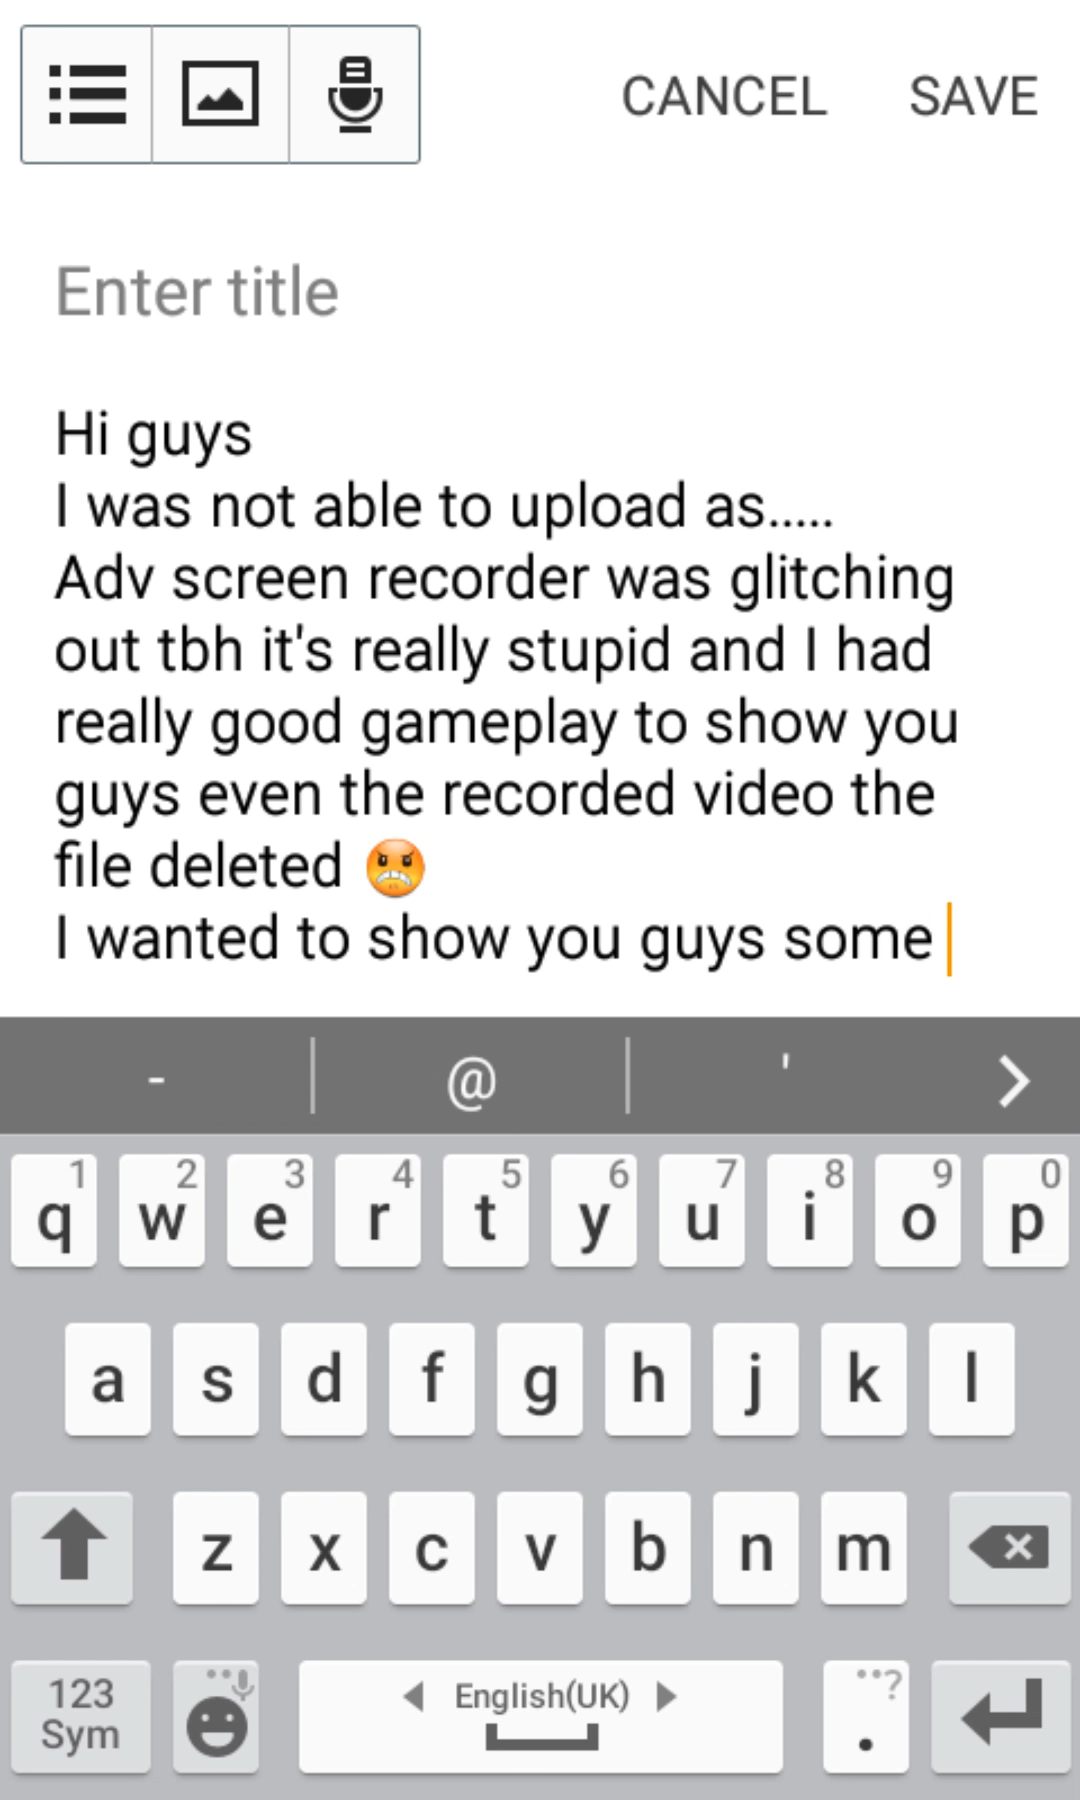 CANCEL SAVE
Enter title
Hi guys
I was not able to upload as.....
Adv screen recorder was glitching
out tbh it's really stupid and I had
really good gameplay to show you
guys even the recorded video the
file deleted 😠
I wanted to show you guys some
- @ '
1 2 3 4 5 6 7 8 9 0
q w e r t y u i o p
a s d f g h j k l
z x c v b n m
123
Sym
English(UK)
..?
.